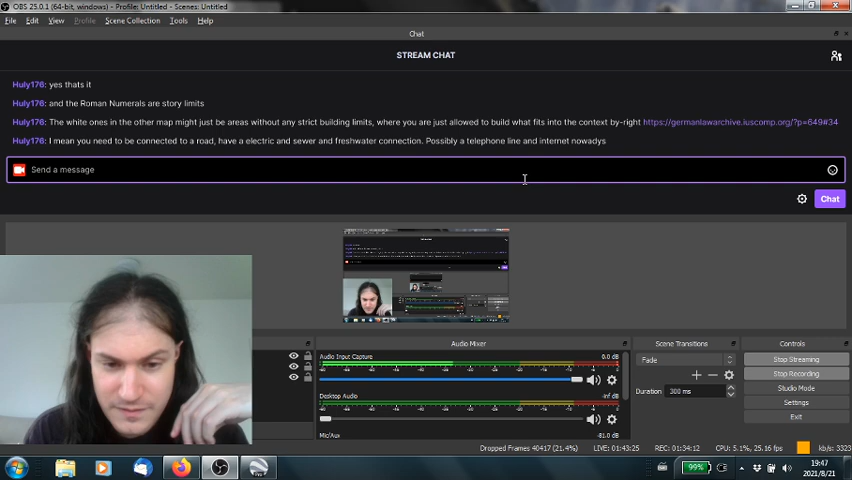 OBS 25.0.1 (64-bit, windows) - Profile: Untitled - Scenes: Untitled
File Edit View Profile Scene Collection Tools Help
Chat
STREAM CHAT
Huly176: yes thats it
Huly176: and the Roman Numerals are story limits
Huly176: The white ones in the other map might just be areas without any strict building limits, where you are just allowed to build what fits into the context by-right https://germanlawarchive.iuscomp.org/?p=649#34
Huly176: I mean you need to be connected to a road, have a electric and sewer and freshwater connection. Possibly a telephone line and internet nowadys
Send a message
Chat
Audio Mixer
Scene Transitions
Controls
Audio Input Capture 0.0 dB
Fade
Stop Streaming
Stop Recording
Duration 300 ms
Desktop Audio -inf dB
Studio Mode
Settings
Exit
Mic/Aux -81.0 dB
Dropped Frames 40417 (21.4%) LIVE: 01:43:25 REC: 01:34:12 CPU: 5.1%, 25.16 fps kb/s: 3323
99%
19:47
2021/8/21